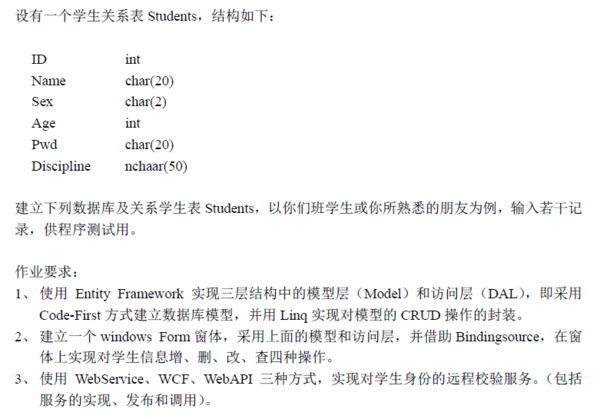 设有一个学生关系表 Students，结构如下：
ID int
Name char(20)
Sex char(2)
Age int
Pwd char(20)
Discipline nchaar(50)
建立下列数据库及关系学生表 Students，以你们班学生或你所熟悉的朋友为例，输入若干记
录，供程序测试用。
作业要求：
1、 使用 Entity Framework 实现三层结构中的模型层（Model）和访问层（DAL），即采用
Code-First 方式建立数据库模型，并用 Linq 实现对模型的 CRUD 操作的封装。
2、 建立一个 windows Form 窗体，采用上面的模型和访问层，并借助 Bindingsource，在窗
体上实现对学生信息增、删、改、查四种操作。
3、 使用 WebService、WCF、WebAPI 三种方式，实现对学生身份的远程校验服务。（包括
服务的实现、发布和调用）。